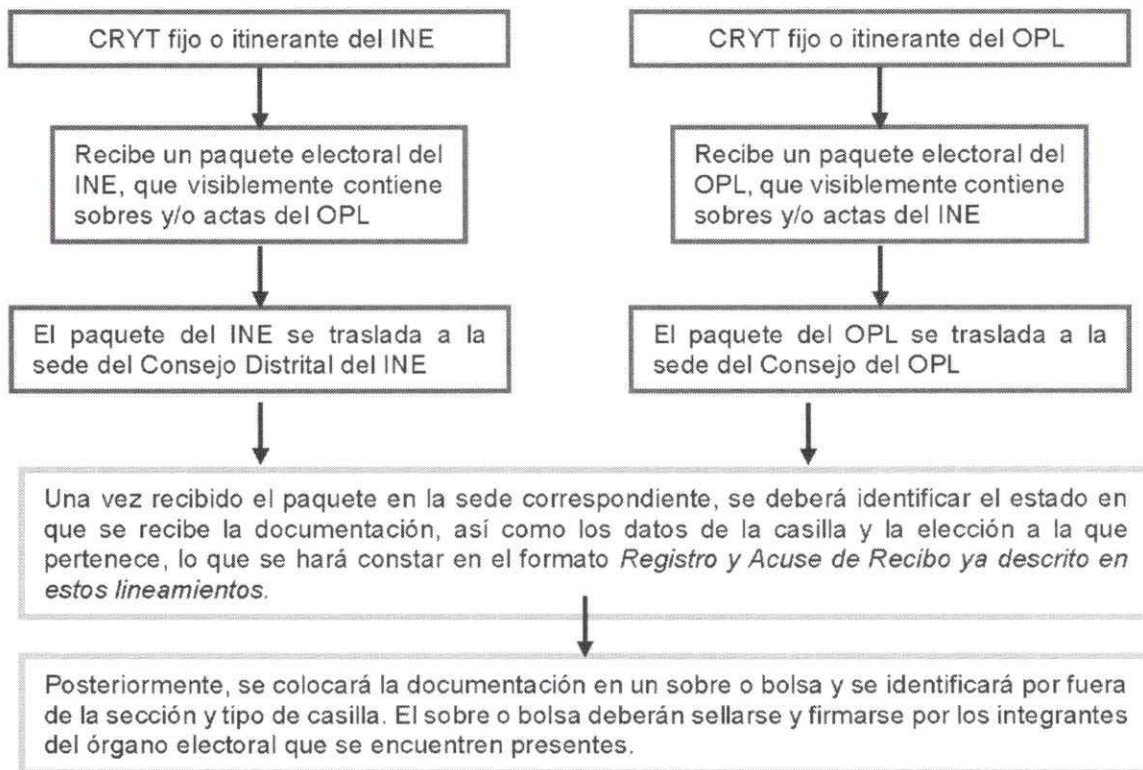 CRYT fijo o itinerante del INE
Recibe un paquete electoral del
INE, que visiblemente contiene
sobres y/o actas del OPL
El paquete del INE se traslada a la
sede del Consejo Distrital del INE
CRYT fijo o itinerante del OPL
Recibe un paquete electoral del
OPL, que visiblemente contiene
sobres y/o actas del INE
El paquete del OPL se traslada a la
sede del Consejo del OPL
Una vez recibido el paquete en la sede correspondiente, se deberá identificar el estado en
que se recibe la documentación, así como los datos de la casilla y la elección a la que
pertenece, lo que se hará constar en el formato Registro y Acuse de Recibo ya descrito en
estos lineamientos.
Posteriormente, se colocará la documentación en un sobre o bolsa y se identificará por fuera
de la sección y tipo de casilla. El sobre o bolsa deberán sellarse y firmarse por los integrantes
del órgano electoral que se encuentren presentes.